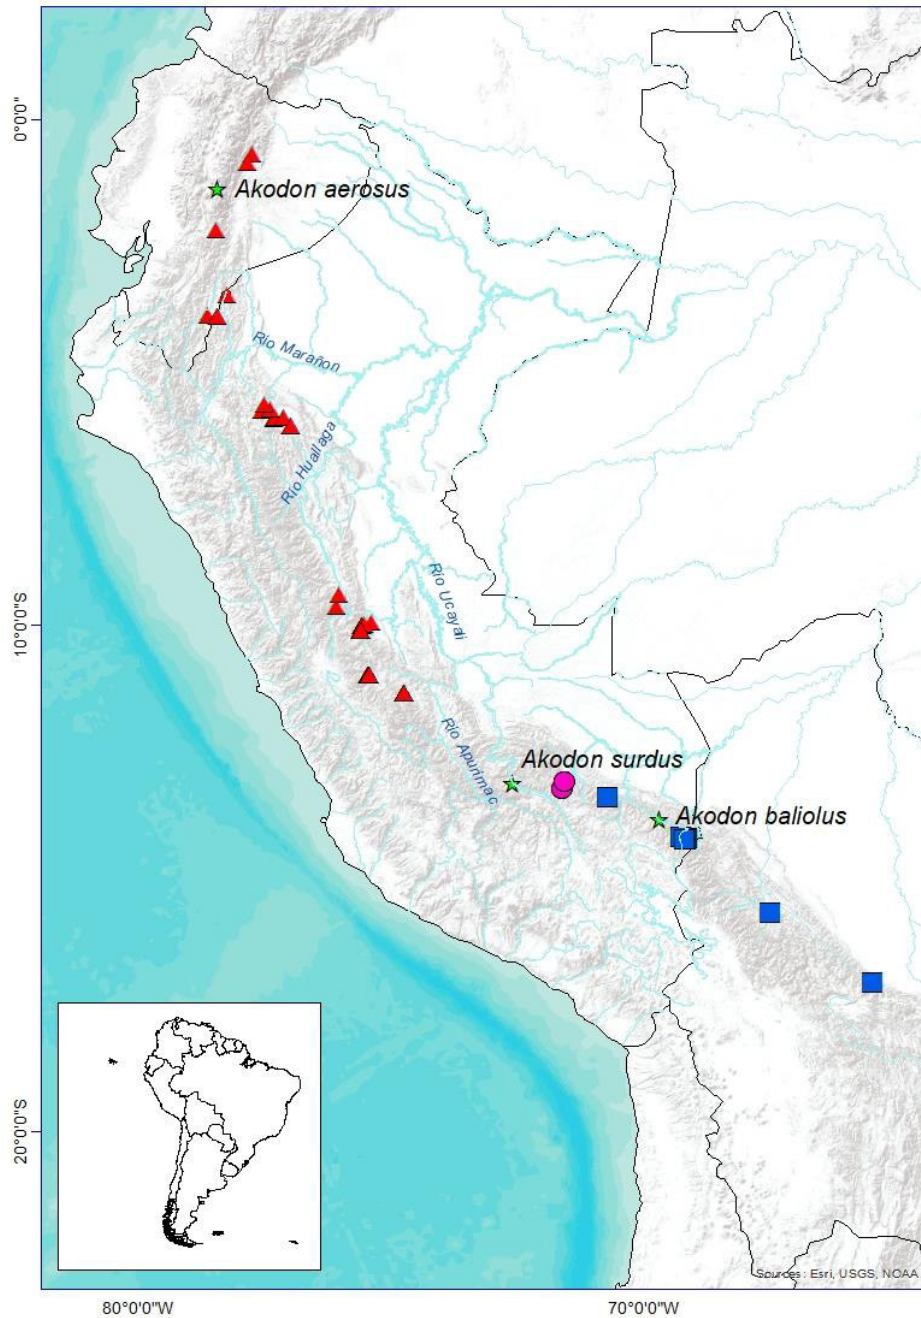 0°0'0"
Akodon aerosus
Río Marañon
Río Huallaga
Río Ucayali
10°0'0"S
Río Apurimac
Akodon surdus
Akodon baliolus
20°0'0"S
Sources: Esri, USGS, NOAA
80°0'0"W
70°0'0"W